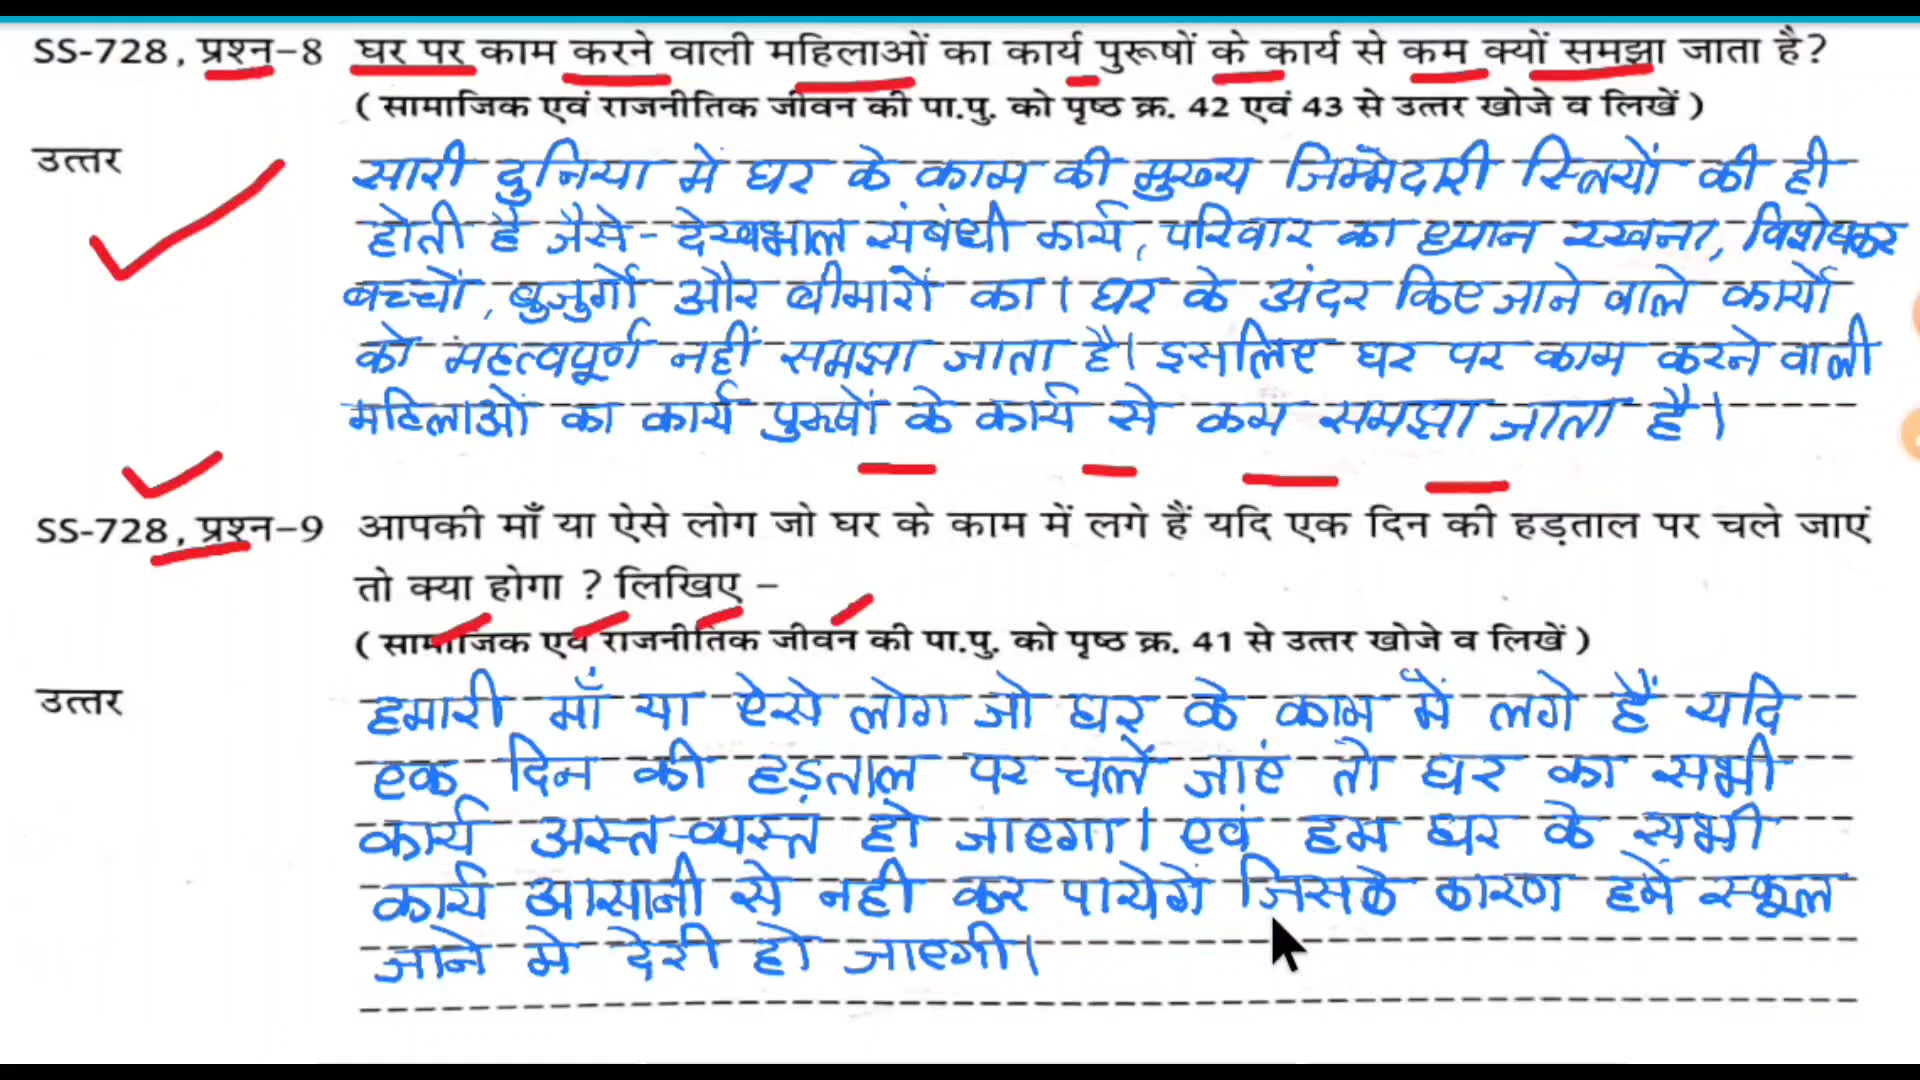 SS-728, प्रश्न-8 घर पर काम करने वाली महिलाओं का कार्य पुरूषों के कार्य से कम क्यों समझा जाता है?
( सामाजिक एवं राजनीतिक जीवन की पा.पु. को पृष्ठ क्र. 42 एवं 43 से उत्तर खोजे व लिखें )
उत्तर सारी दुनिया मे घर के काम की मुख्य जिम्मेदारी स्त्रियों की ही
होती है जैसे- देखभाल संबंधी कार्य, परिवार का ध्यान रखना, विशेषकर
बच्चों, बुजुर्गों और बीमारों का। घर के अंदर किए जाने वाले कार्यों
को महत्वपूर्ण नहीं समझा जाता है। इसलिए घर पर काम करने वाली
महिलाओं का कार्य पुरूषों के कार्य से कम समझा जाता है।
SS-728, प्रश्न-9 आपकी माँ या ऐसे लोग जो घर के काम में लगे हैं यदि एक दिन की हड़ताल पर चले जाएं
तो क्या होगा ? लिखिए –
( सामाजिक एवं राजनीतिक जीवन की पा.पु. को पृष्ठ क्र. 41 से उत्तर खोजे व लिखें )
उत्तर हमारी माँ या ऐसे लोग जो घर के काम में लगे हैं यदि
एक दिन की हड़ताल पर चलें जाएं तो घर का सभी
कार्य अस्त-व्यस्त हो जाएगा। एवं हम घर के सभी
कार्य आसानी से नही कर पायेगें जिसके कारण हमें स्कूल
जाने मे देरी हो जाएगी।